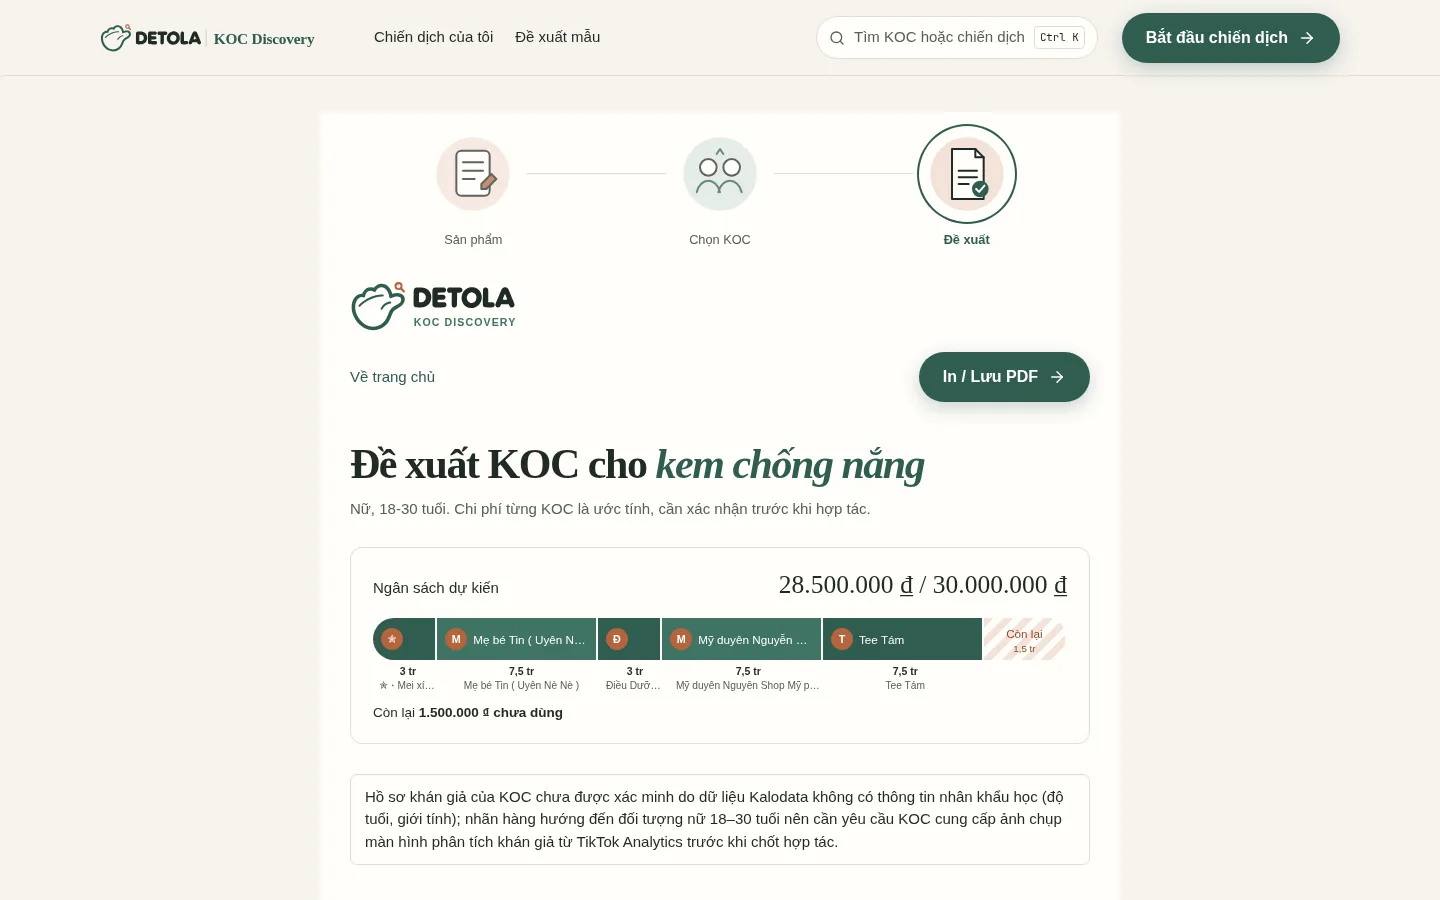 DETOLA KOC Discovery
Chiến dịch của tôi
Đề xuất mẫu
Tìm KOC hoặc chiến dịch
Ctrl K
Bắt đầu chiến dịch
Sản phẩm
Chọn KOC
Đề xuất
DETOLA
KOC DISCOVERY
Về trang chủ
In / Lưu PDF
Đề xuất KOC cho kem chống nắng
Nữ, 18-30 tuổi. Chi phí từng KOC là ước tính, cần xác nhận trước khi hợp tác.
Ngân sách dự kiến
28.500.000 ₫ / 30.000.000 ₫
★
M Mẹ bé Tin ( Uyên N…
Đ
M Mỹ duyên Nguyễn …
T Tee Tám
Còn lại
1,5 tr
3 tr
7,5 tr
3 tr
7,5 tr
7,5 tr
★ · Mei xí…
Mẹ bé Tin ( Uyên Nè Nè )
Điều Dưỡ…
Mỹ duyên Nguyễn Shop Mỹ p…
Tee Tám
Còn lại 1.500.000 ₫ chưa dùng
Hồ sơ khán giả của KOC chưa được xác minh do dữ liệu Kalodata không có thông tin nhân khẩu học (độ
tuổi, giới tính); nhãn hàng hướng đến đối tượng nữ 18–30 tuổi nên cần yêu cầu KOC cung cấp ảnh chụp
màn hình phân tích khán giả từ TikTok Analytics trước khi chốt hợp tác.